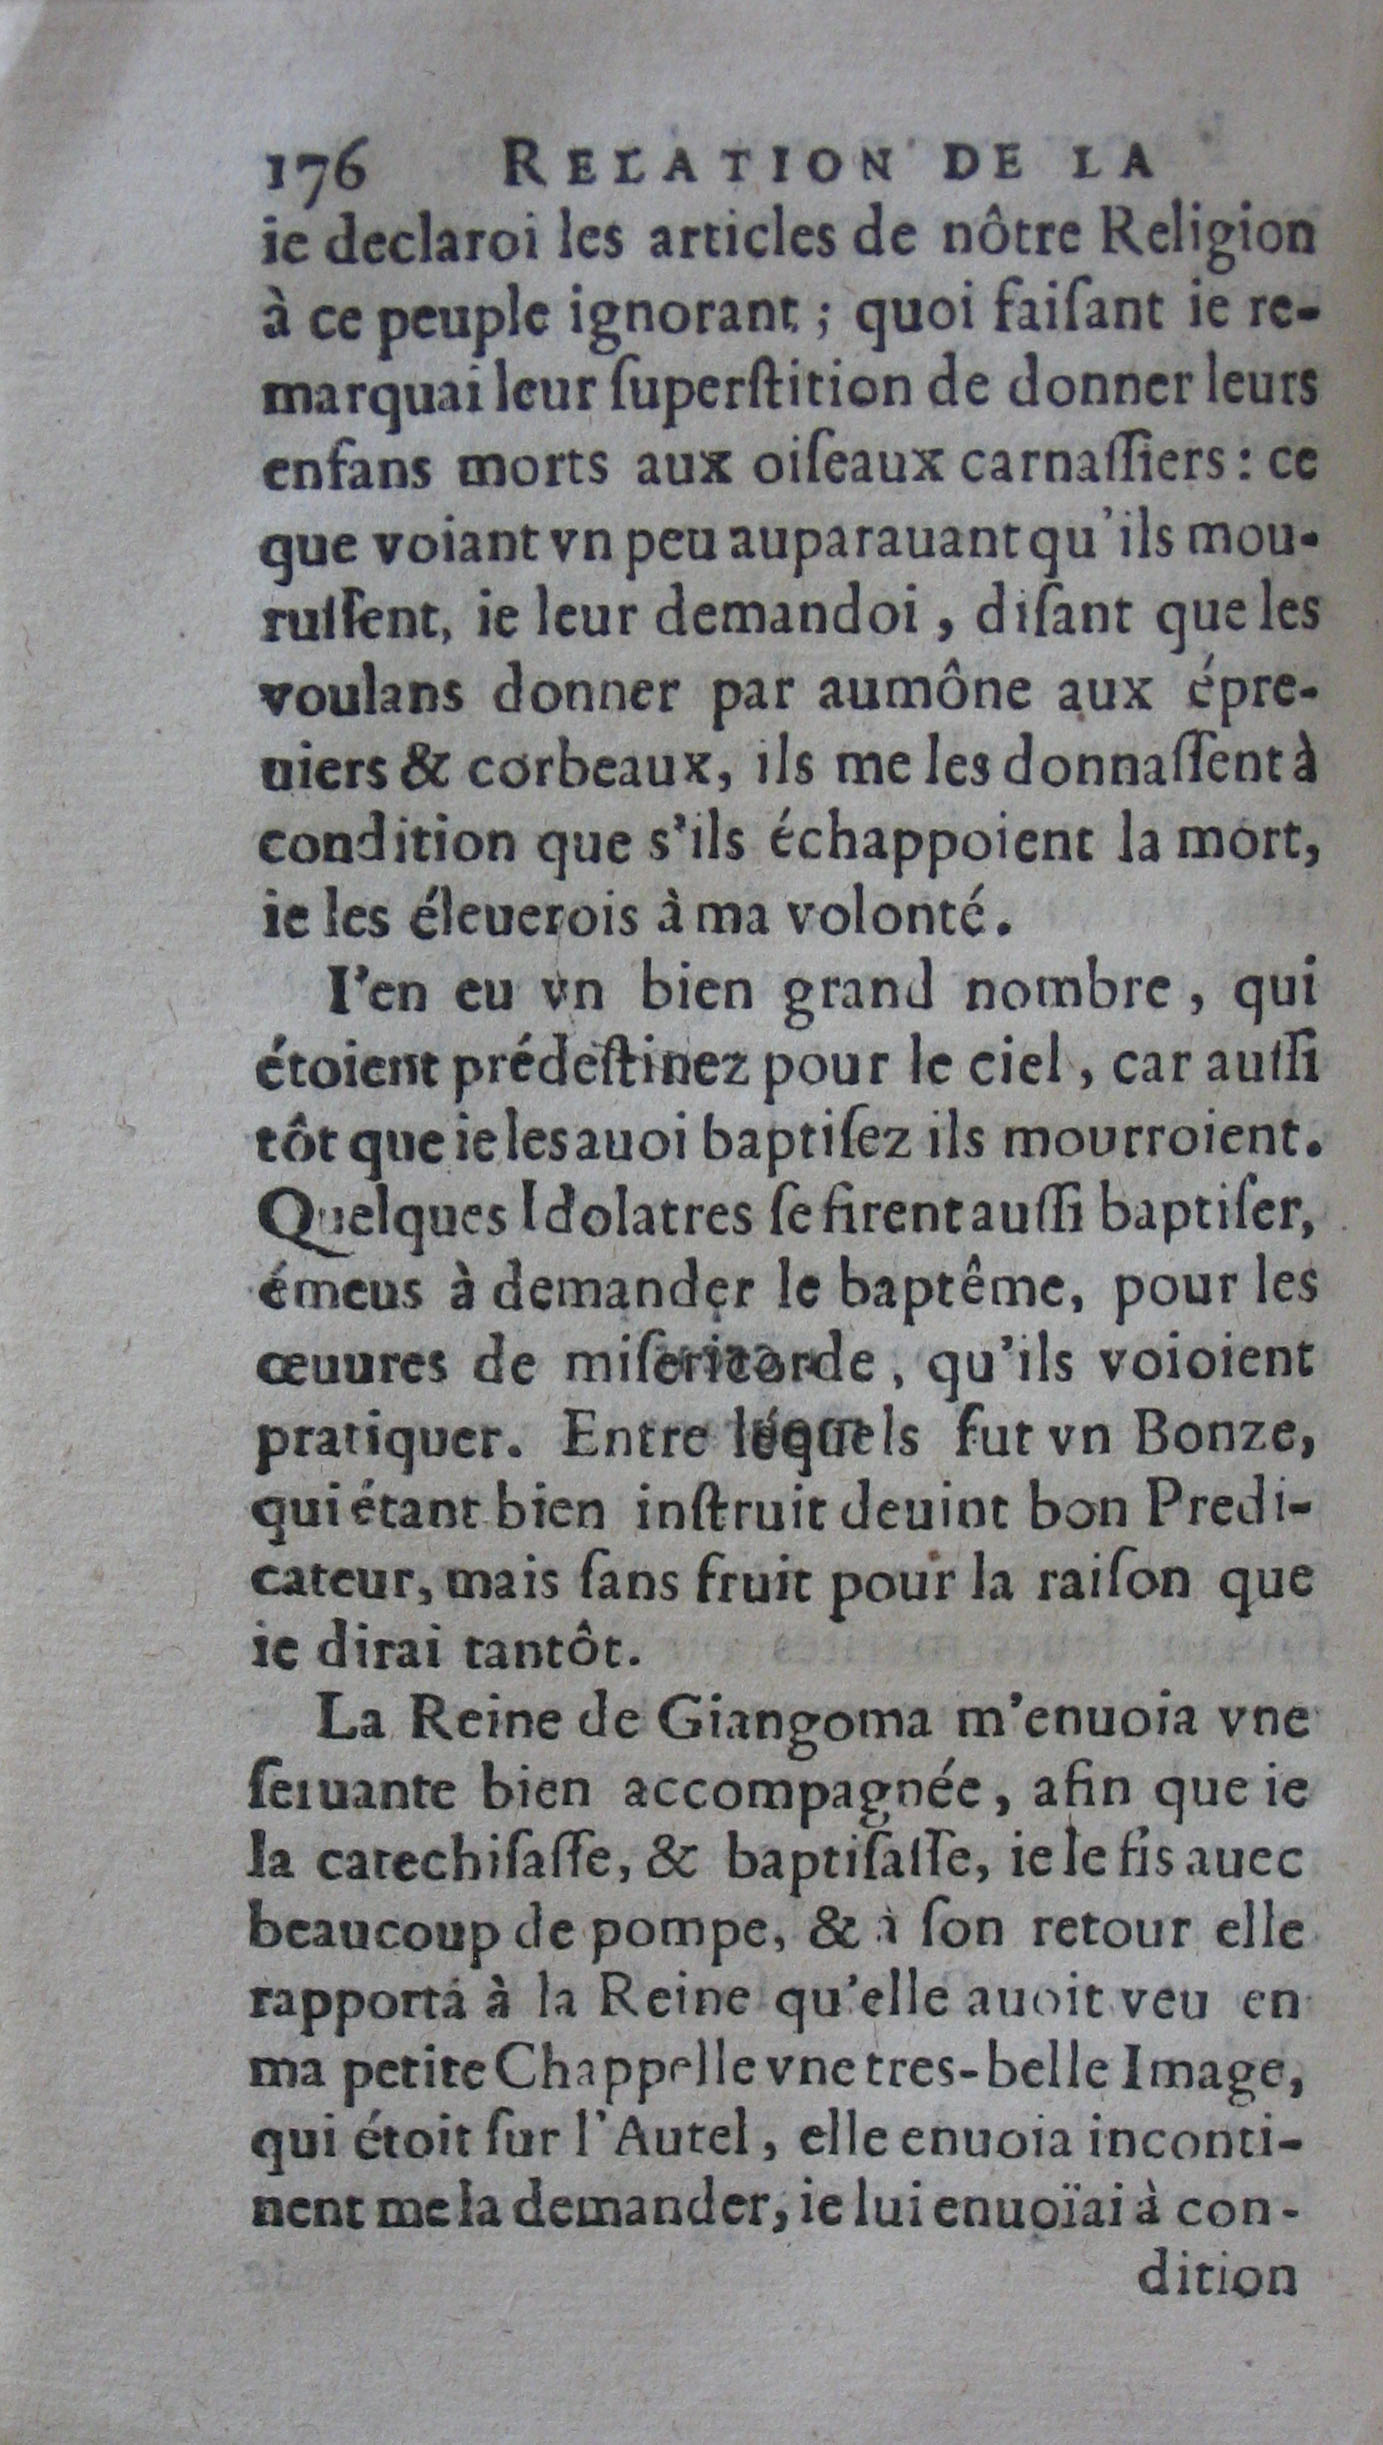 176 RELATION DE LA
ie declaroi les articles de nôtre Religion
à ce peuple ignorant ; quoi faiſant ie re-
marquai leur ſuperſtition de donner leurs
enfans morts aux oiſeaux carnaſſiers : ce
que voiant vn peu auparauant qu'ils mou-
ruſſent, ie leur demandoi , diſant que les
voulans donner par aumône aux épre-
uiers & corbeaux, ils me les donnaſſent à
condition que s'ils échappoient la mort,
ie les éleuerois à ma volonté.
I'en eu vn bien grand nombre , qui
étoient prédeſtinez pour le ciel , car auſſi
tôt que ie les auoi baptiſez ils mourroient.
Quelques Idolatres ſe firent auſſi baptiſer,
émeus à demander le baptême, pour les
œuures de miſericorde , qu'ils voioient
pratiquer. Entre léquels fut vn Bonze,
qui étant bien inſtruit deuint bon Predi-
cateur, mais ſans fruit pour la raiſon que
ie dirai tantôt.
La Reine de Giangoma m'enuoia vne
ſeruante bien accompagnée, afin que ie
la catechiſaſſe, & baptiſaſſe, ie le fis auec
beaucoup de pompe, & à ſon retour elle
rapporta à la Reine qu'elle auoit veu en
ma petite Chappelle vne tres-belle Image,
qui étoit ſur l'Autel , elle enuoia inconti-
nent me la demander, ie lui enuoïai à con-
dition